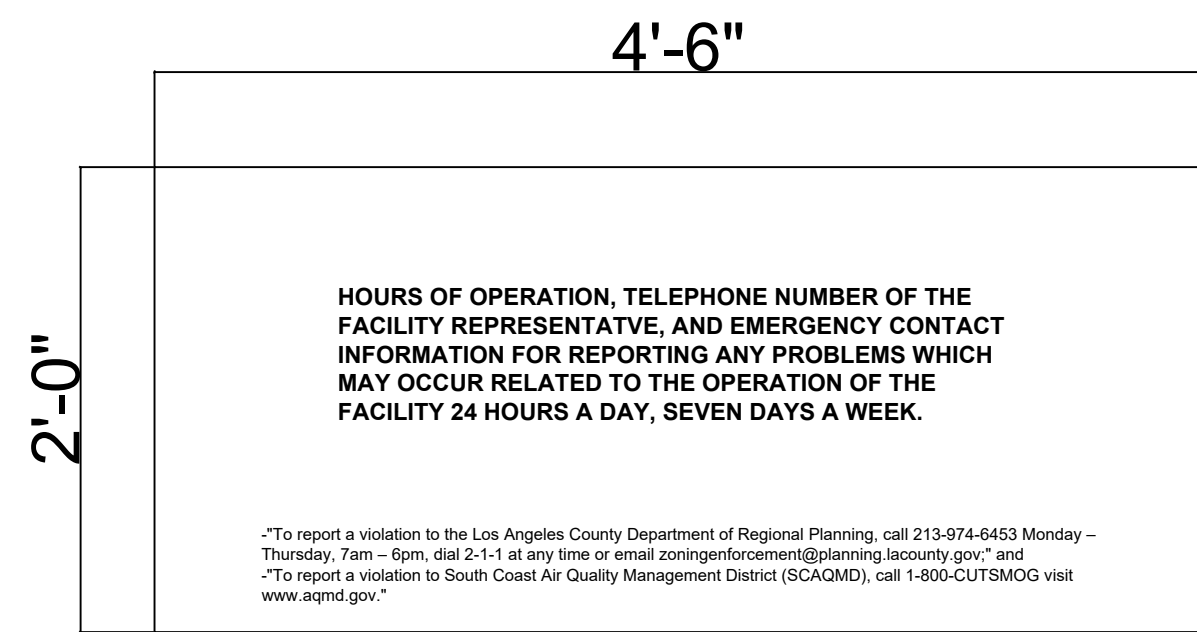 4'-6"
2'-0"
HOURS OF OPERATION, TELEPHONE NUMBER OF THE
FACILITY REPRESENTATVE, AND EMERGENCY CONTACT
INFORMATION FOR REPORTING ANY PROBLEMS WHICH
MAY OCCUR RELATED TO THE OPERATION OF THE
FACILITY 24 HOURS A DAY, SEVEN DAYS A WEEK.
-"To report a violation to the Los Angeles County Department of Regional Planning, call 213-974-6453 Monday –
Thursday, 7am – 6pm, dial 2-1-1 at any time or email zoningenforcement@planning.lacounty.gov;" and
-"To report a violation to South Coast Air Quality Management District (SCAQMD), call 1-800-CUTSMOG visit
www.aqmd.gov."